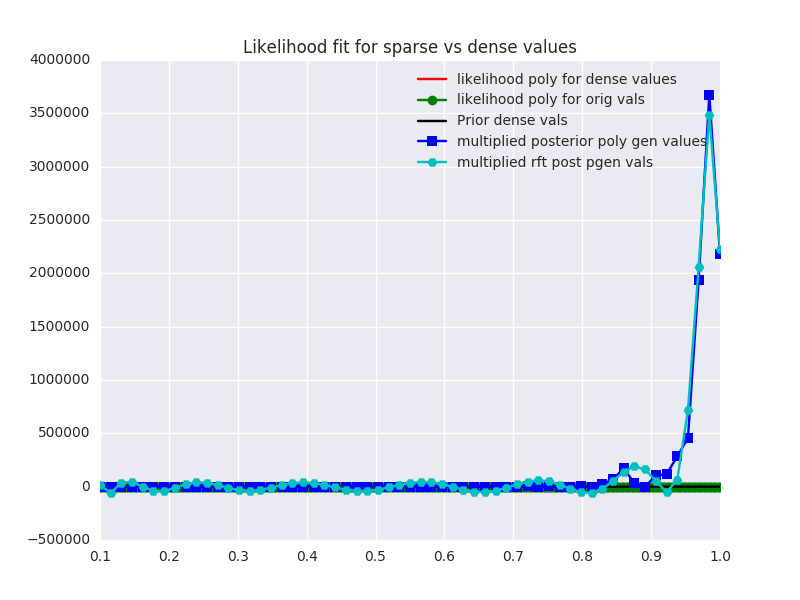 Likelihood fit for sparse vs dense values
4000000
3500000
3000000
2500000
2000000
1500000
1000000
500000
0
−500000
likelihood poly for dense values
likelihood poly for orig vals
Prior dense vals
multiplied posterior poly gen values
multiplied rft post pgen vals
0.1 0.2 0.3 0.4 0.5 0.6 0.7 0.8 0.9 1.0